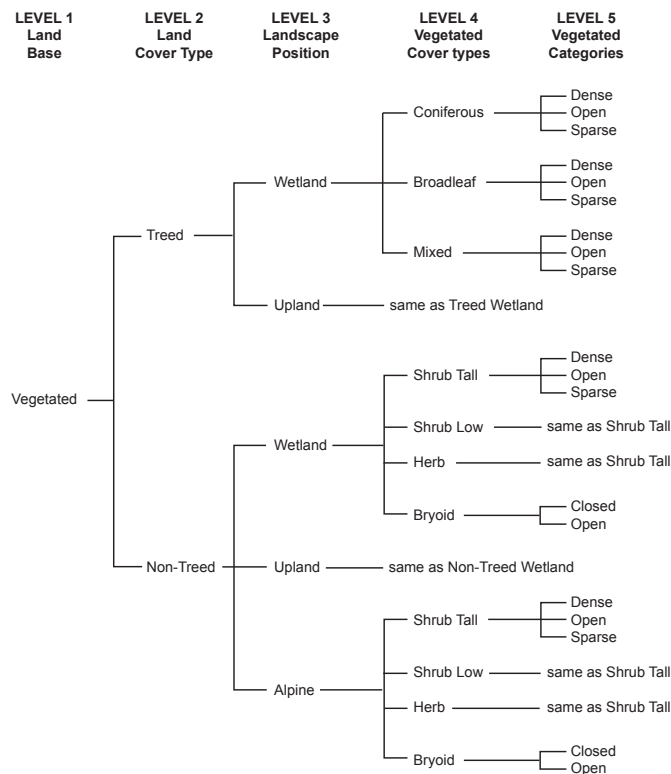 LEVEL 1 LEVEL 2 LEVEL 3 LEVEL 4 LEVEL 5
Land Land Landscape Vegetated Vegetated
Base Cover Type Position Cover types Categories
Dense
Coniferous Open
Sparse
Dense
Wetland Broadleaf Open
Sparse
Treed
Dense
Mixed Open
Sparse
Upland same as Treed Wetland
Dense
Shrub Tall Open
Sparse
Vegetated
Shrub Low same as Shrub Tall
Wetland
Herb same as Shrub Tall
Closed
Bryoid
Open
Non-Treed Upland same as Non-Treed Wetland
Dense
Shrub Tall Open
Sparse
Shrub Low same as Shrub Tall
Alpine
Herb same as Shrub Tall
Closed
Bryoid
Open